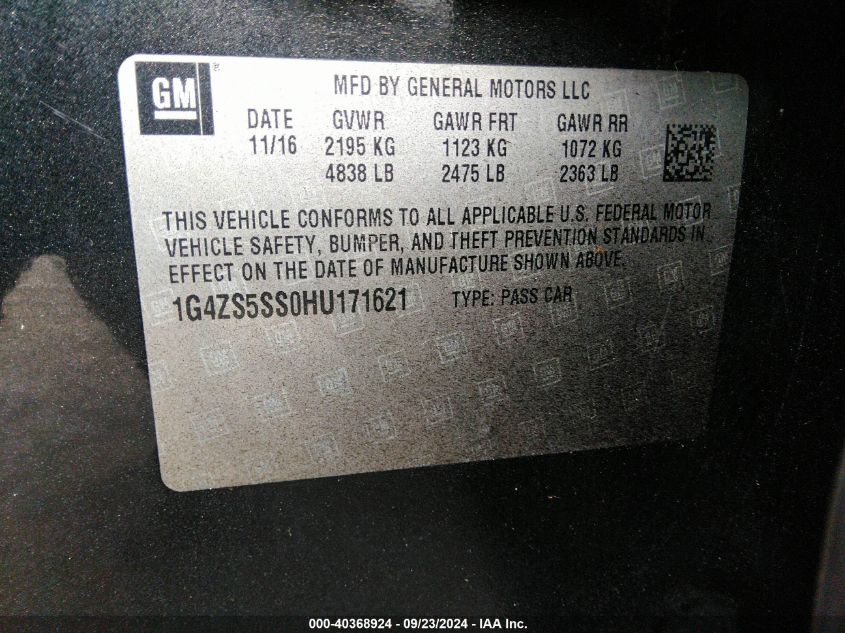 GM ®
MFD BY GENERAL MOTORS LLC
DATE GVWR GAWR FRT GAWR RR
11/16 2195 KG 1123 KG 1072 KG
4838 LB 2475 LB 2363 LB
THIS VEHICLE CONFORMS TO ALL APPLICABLE U.S. FEDERAL MOTOR
VEHICLE SAFETY, BUMPER, AND THEFT PREVENTION STANDARDS IN
EFFECT ON THE DATE OF MANUFACTURE SHOWN ABOVE.
1G4ZS5SS0HU171621 TYPE: PASS CAR
000-40368924 - 09/23/2024 - IAA Inc.